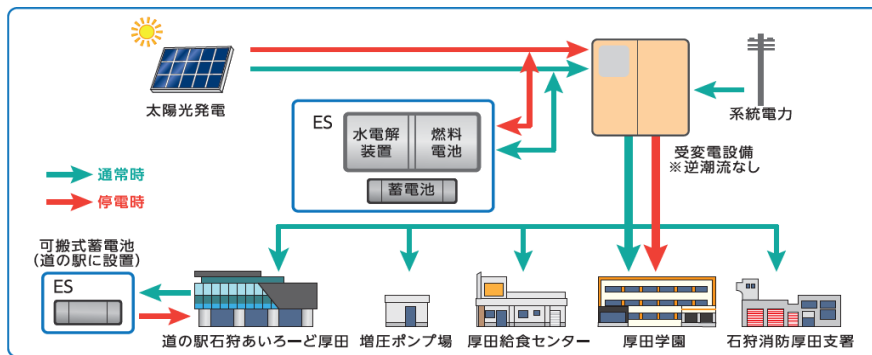 太陽光発電
ES
水電解
装置
燃料
電池
蓄電池
系統電力
受変電設備
※逆潮流なし
通常時
停電時
可搬式蓄電池
(道の駅に設置)
ES
道の駅石狩あいろーど厚田
増圧ポンプ場
厚田給食センター
厚田学園
石狩消防厚田支署